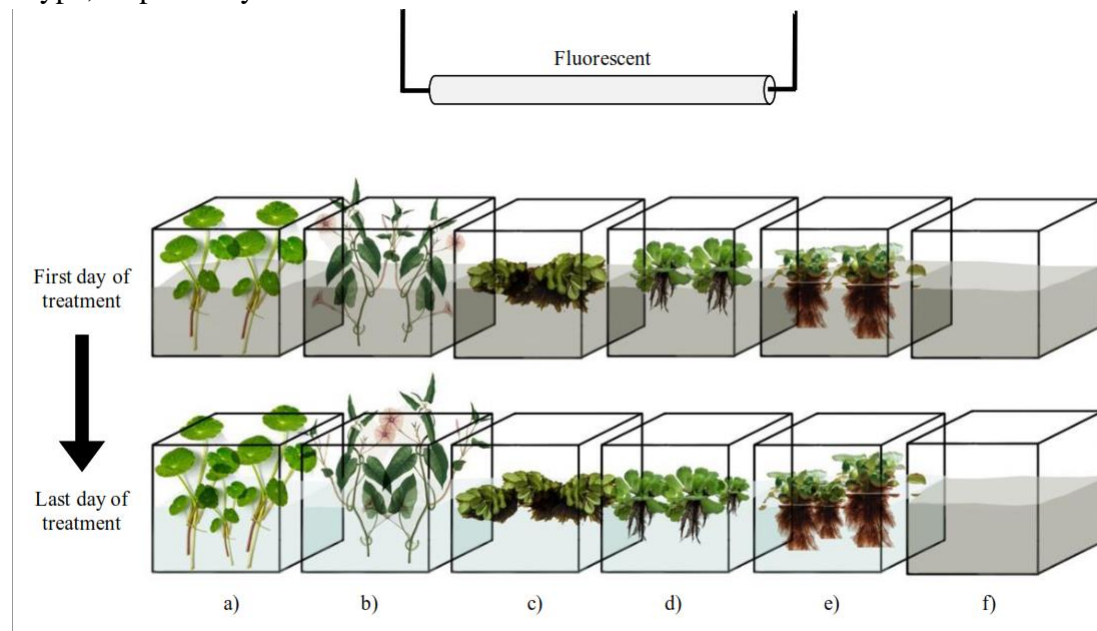 Fluorescent
First day of
treatment
Last day of
treatment
a) b) c) d) e) f)